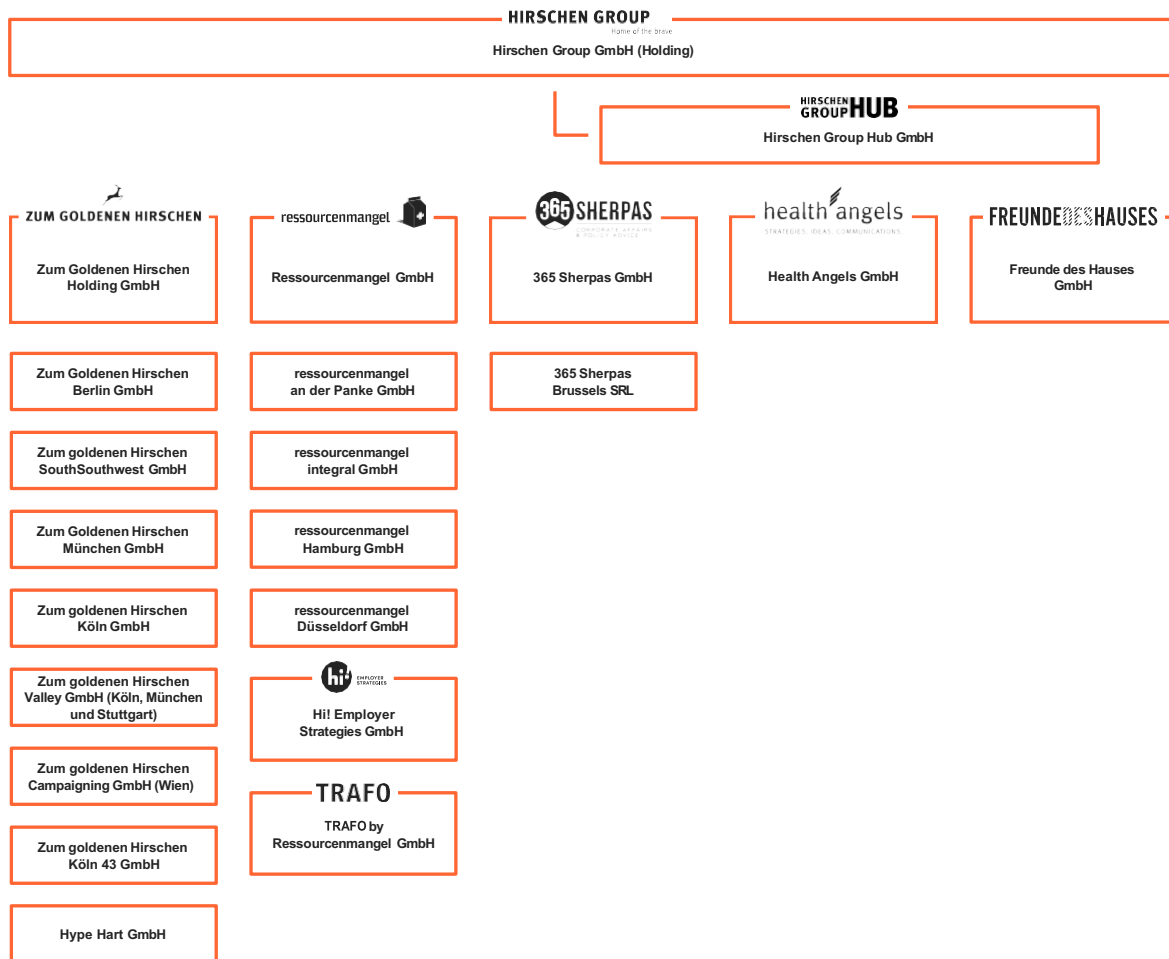 HIRSCHEN GROUP
Home of the Brave
Hirschen Group GmbH (Holding)
HIRSCHEN
GROUP HUB
Hirschen Group Hub GmbH
ZUM GOLDENEN HIRSCHEN
Zum Goldenen Hirschen
Holding GmbH
Zum Goldenen Hirschen
Berlin GmbH
Zum goldenen Hirschen
SouthSouthwest GmbH
Zum Goldenen Hirschen
München GmbH
Zum goldenen Hirschen
Köln GmbH
Zum goldenen Hirschen
Valley GmbH (Köln, München
und Stuttgart)
Zum goldenen Hirschen
Campaigning GmbH (Wien)
Zum goldenen Hirschen
Köln 43 GmbH
Hype Hart GmbH
ressourcenmangel
Ressourcenmangel GmbH
ressourcenmangel
an der Panke GmbH
ressourcenmangel
integral GmbH
ressourcenmangel
Hamburg GmbH
ressourcenmangel
Düsseldorf GmbH
hi!
EMPLOYER
STRATEGIES
Hi! Employer
Strategies GmbH
TRAFO
TRAFO by
Ressourcenmangel GmbH
365 SHERPAS
CORPORATE AFFAIRS
& POLICY ADVICE
365 Sherpas GmbH
365 Sherpas
Brussels SRL
health angels
STRATEGIES. IDEAS. COMMUNICATIONS.
Health Angels GmbH
FREUNDEDESHAUSES
Freunde des Hauses
GmbH